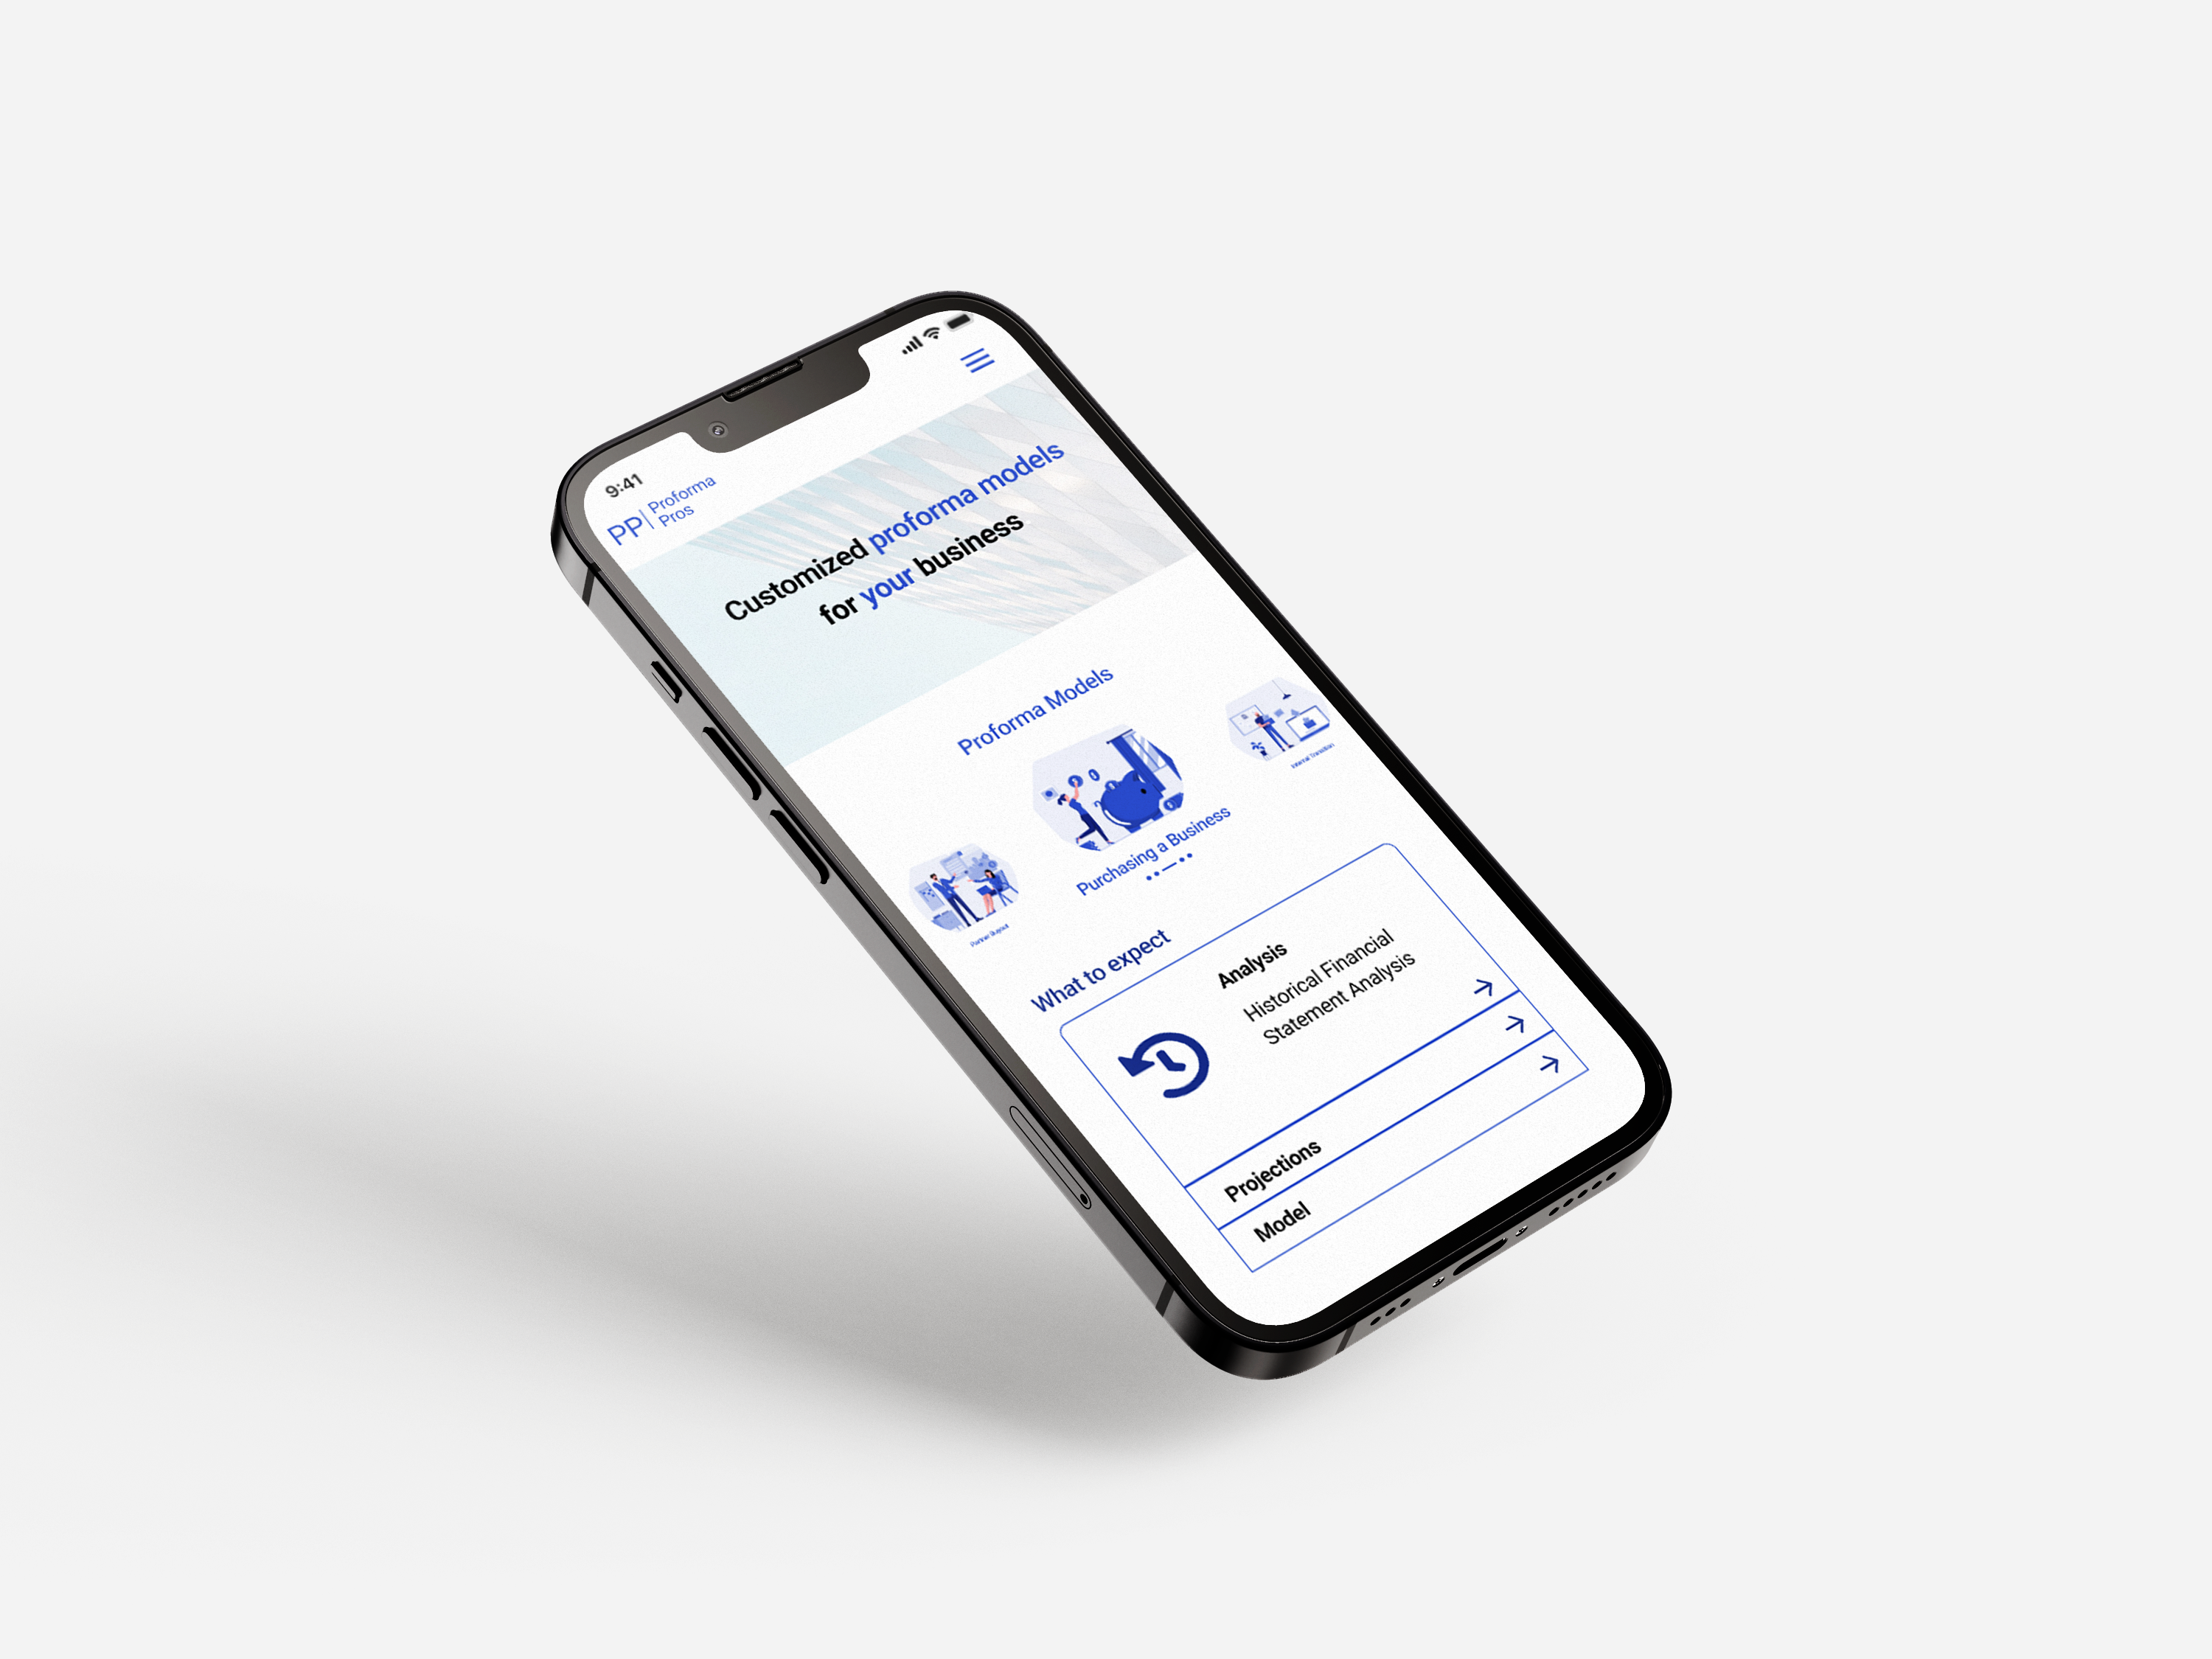 9:41
PP
Proforma
Pros
Customized proforma models
for your business
Proforma Models
Partner Buyout
Purchasing a Business
Internal Transition
What to expect
Analysis
Historical Financial
Statement Analysis
Projections
Model